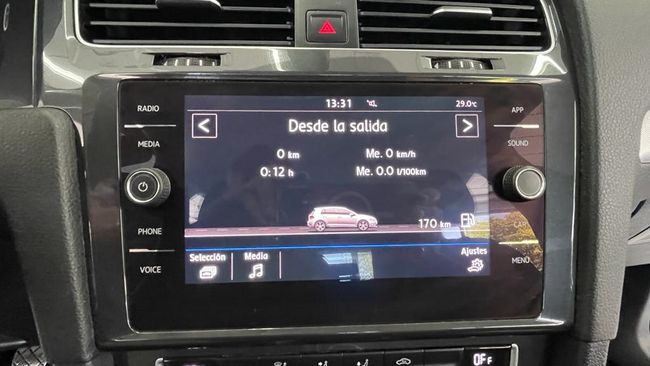 RADIO
MEDIA
PHONE
VOICE
13:31
29.0°C
Desde la salida
0 km Me. 0 km/h
0:12 h Me. 0.0 l/100km
170 km
Selección Media Ajustes
APP
SOUND
CAR
MENU
OFF